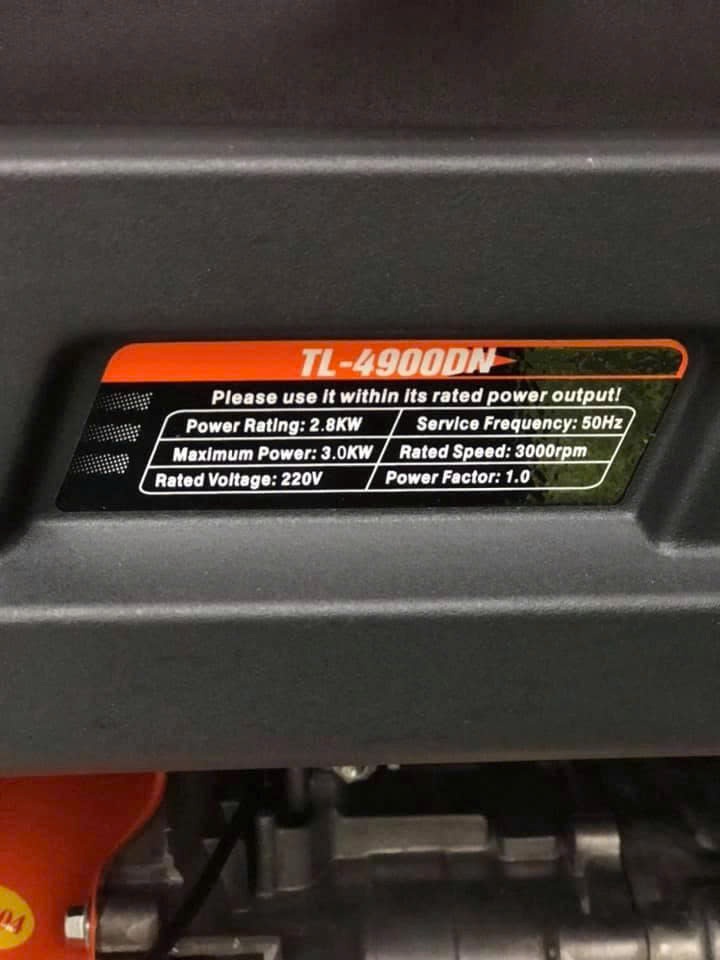 TL-4900DN
Please use it within its rated power output!
Power Rating: 2.8KW Service Frequency: 50Hz
Maximum Power: 3.0KW Rated Speed: 3000rpm
Rated Voltage: 220V Power Factor: 1.0
04